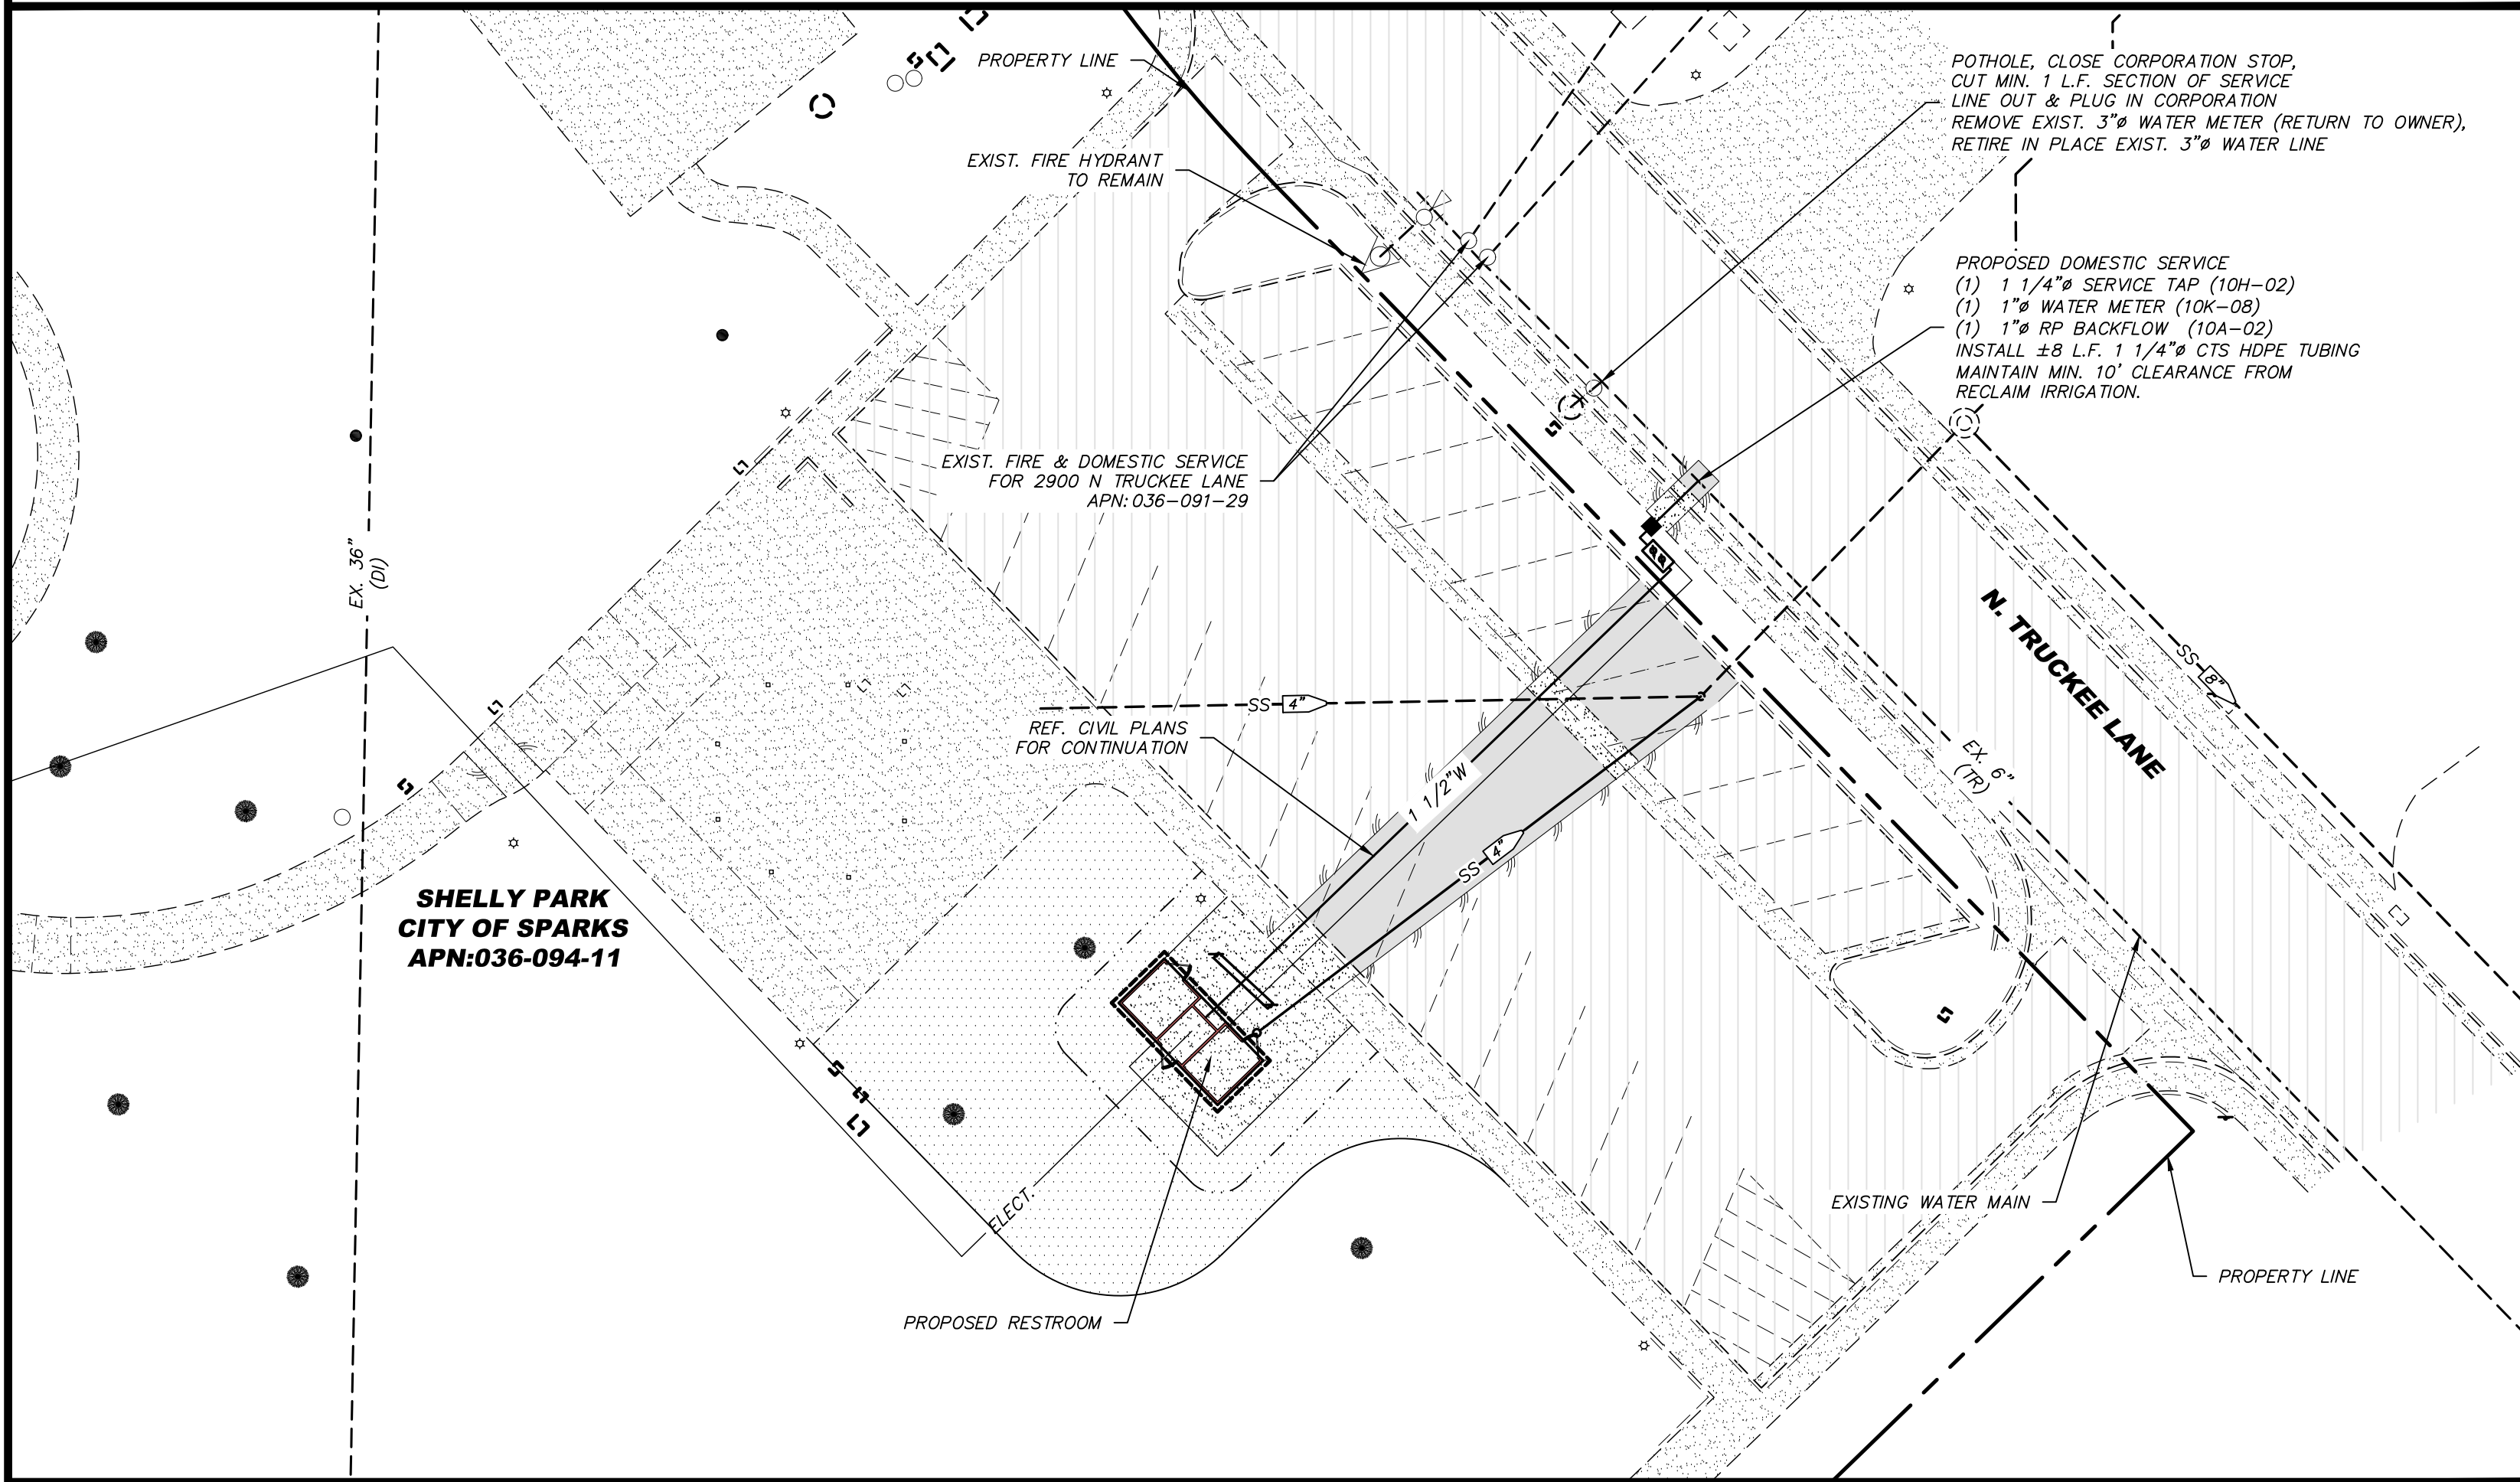 PROPERTY LINE
POTHOLE, CLOSE CORPORATION STOP,
CUT MIN. 1 L.F. SECTION OF SERVICE
LINE OUT & PLUG IN CORPORATION
REMOVE EXIST. 3"ø WATER METER (RETURN TO OWNER),
RETIRE IN PLACE EXIST. 3"ø WATER LINE
EXIST. FIRE HYDRANT
TO REMAIN
PROPOSED DOMESTIC SERVICE
(1) 1 1/4"ø SERVICE TAP (10H-02)
(1) 1"ø WATER METER (10K-08)
(1) 1"ø RP BACKFLOW (10A-02)
INSTALL ±8 L.F. 1 1/4"ø CTS HDPE TUBING
MAINTAIN MIN. 10' CLEARANCE FROM
RECLAIM IRRIGATION.
EXIST. FIRE & DOMESTIC SERVICE
FOR 2900 N TRUCKEE LANE
APN: 036-091-29
EX. 36"
(DI)
N. TRUCKEE LANE
SS
8"
SS
4"
REF. CIVIL PLANS
FOR CONTINUATION
EX. 6"
(TR)
1 1/2"W
SS
4"
SHELLY PARK
CITY OF SPARKS
APN:036-094-11
ELECT.
EXISTING WATER MAIN
PROPERTY LINE
PROPOSED RESTROOM